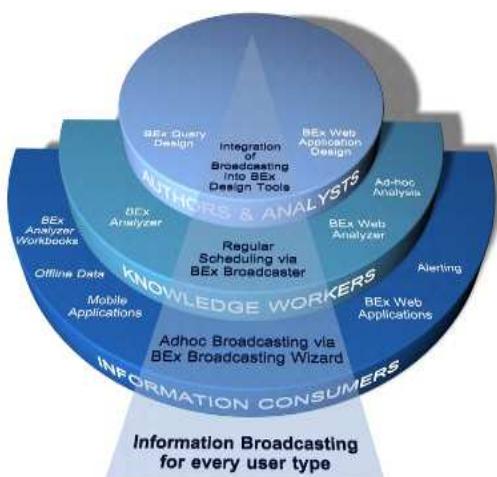 BEx Query
Design
Integration
of
Broadcasting
into BEx
Design Tools
BEx Web
Application
Design
AUTHORS & ANALYSTS
BEx
Analyzer
Regular
Scheduling via
BEx Broadcaster
BEx Web
Analyzer
Ad-hoc
Analysis
KNOWLEDGE WORKERS
BEx
Analyzer
Workbooks
Offline Data
Mobile
Applications
Adhoc Broadcasting via
BEx Broadcasting Wizard
BEx Web
Applications
Alerting
INFORMATION CONSUMERS
Information Broadcasting
for every user type